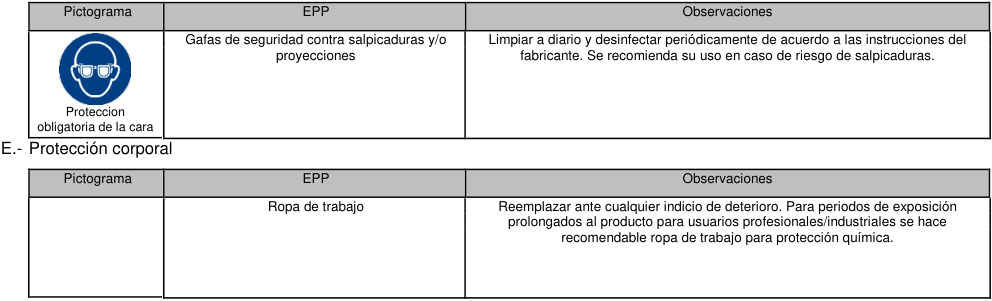 Pictograma EPP Observaciones
Gafas de seguridad contra salpicaduras y/o
proyecciones
Limpiar a diario y desinfectar periódicamente de acuerdo a las instrucciones del
fabricante. Se recomienda su uso en caso de riesgo de salpicaduras.
Proteccion
obligatoria de la cara
E.- Protección corporal
Pictograma EPP Observaciones
Ropa de trabajo
Reemplazar ante cualquier indicio de deterioro. Para periodos de exposición
prolongados al producto para usuarios profesionales/industriales se hace
recomendable ropa de trabajo para protección química.